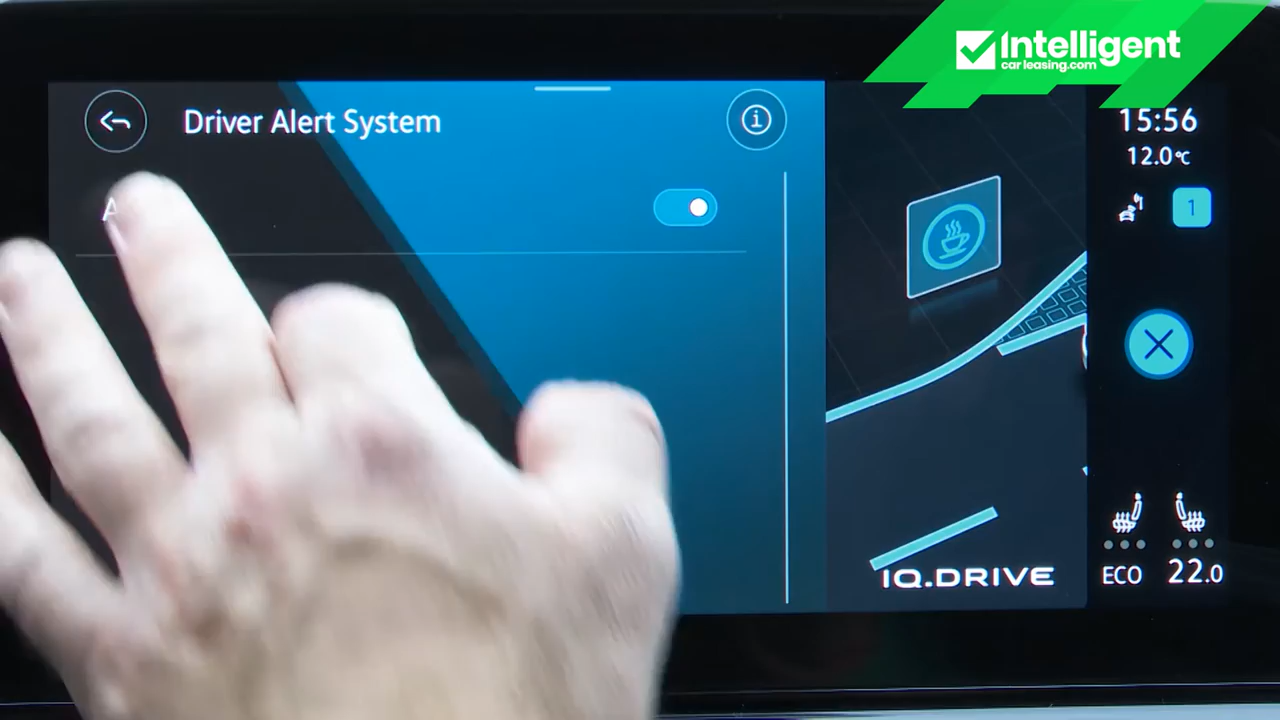 Intelligent
carleasing.com
Driver Alert System
i
15:56
12.0°C
A
1
IQ.DRIVE
ECO 22.0